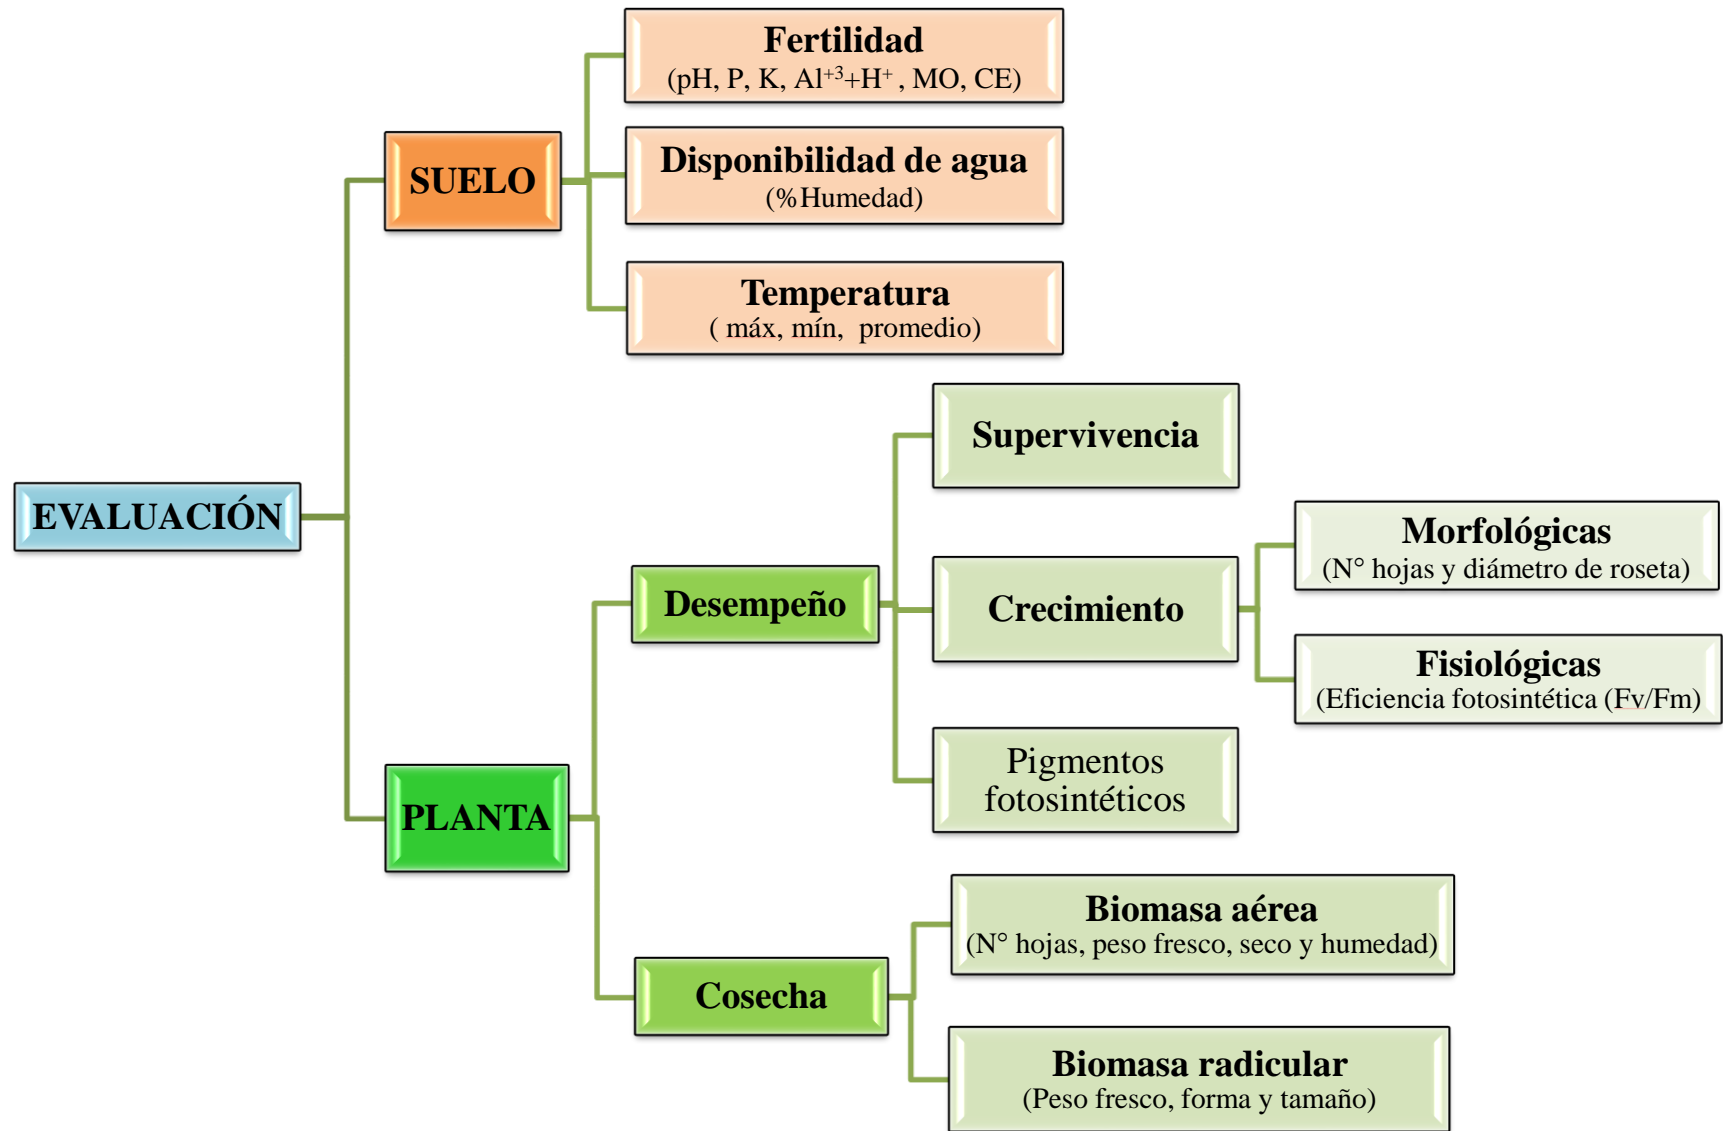 EVALUACIÓN
SUELO
Fertilidad
(pH, P, K, Al⁺³+H⁺ , MO, CE)
Disponibilidad de agua
(%Humedad)
Temperatura
( máx, mín, promedio)
PLANTA
Desempeño
Supervivencia
Crecimiento
Morfológicas
(N° hojas y diámetro de roseta)
Fisiológicas
(Eficiencia fotosintética (Fv/Fm)
Pigmentos
fotosintéticos
Cosecha
Biomasa aérea
(N° hojas, peso fresco, seco y humedad)
Biomasa radicular
(Peso fresco, forma y tamaño)